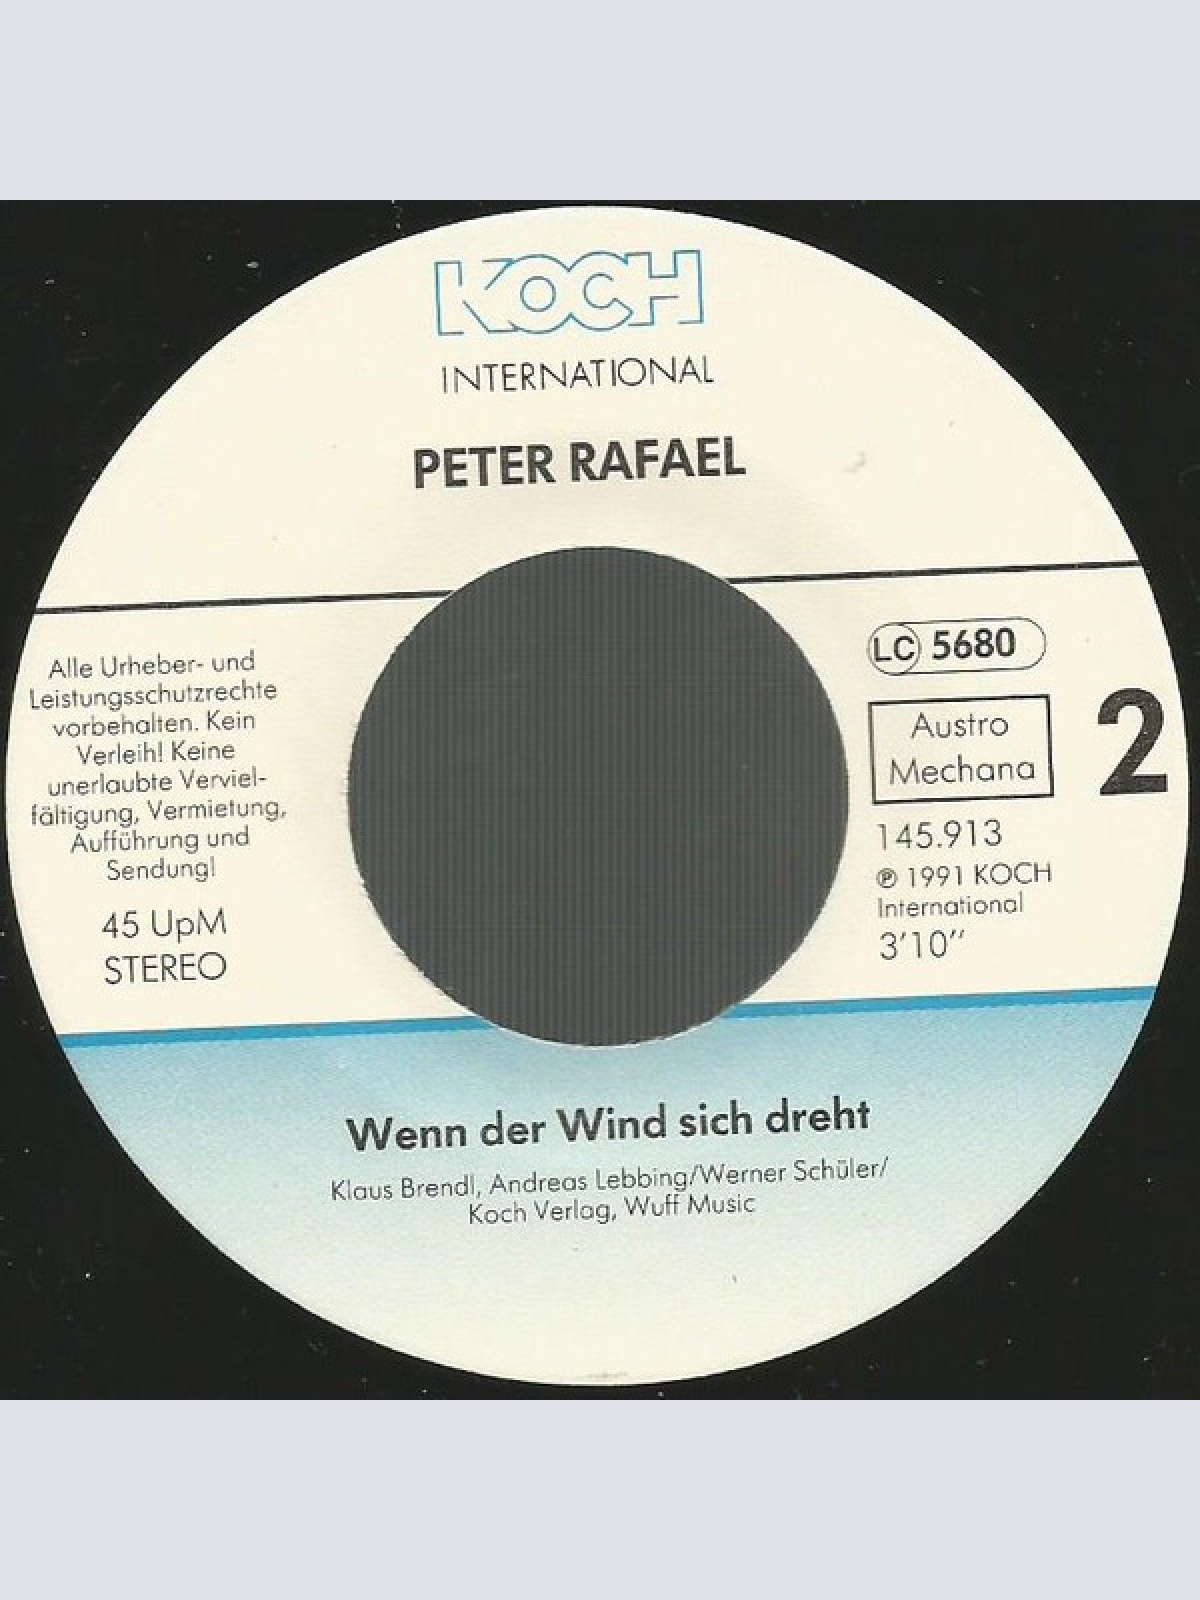 KOCH
INTERNATIONAL
PETER RAFAEL
Alle Urheber- und
Leistungsschutzrechte
vorbehalten. Kein
Verleih! Keine
unerlaubte Verviel-
fältigung, Vermietung,
Aufführung und
Sendung!
45 UpM
STEREO
LC 5680
Austro
Mechana
2
145.913
℗ 1991 KOCH
International
3'10''
Wenn der Wind sich dreht
Klaus Brendl, Andreas Lebbing/Werner Schüler/
Koch Verlag, Wuff Music